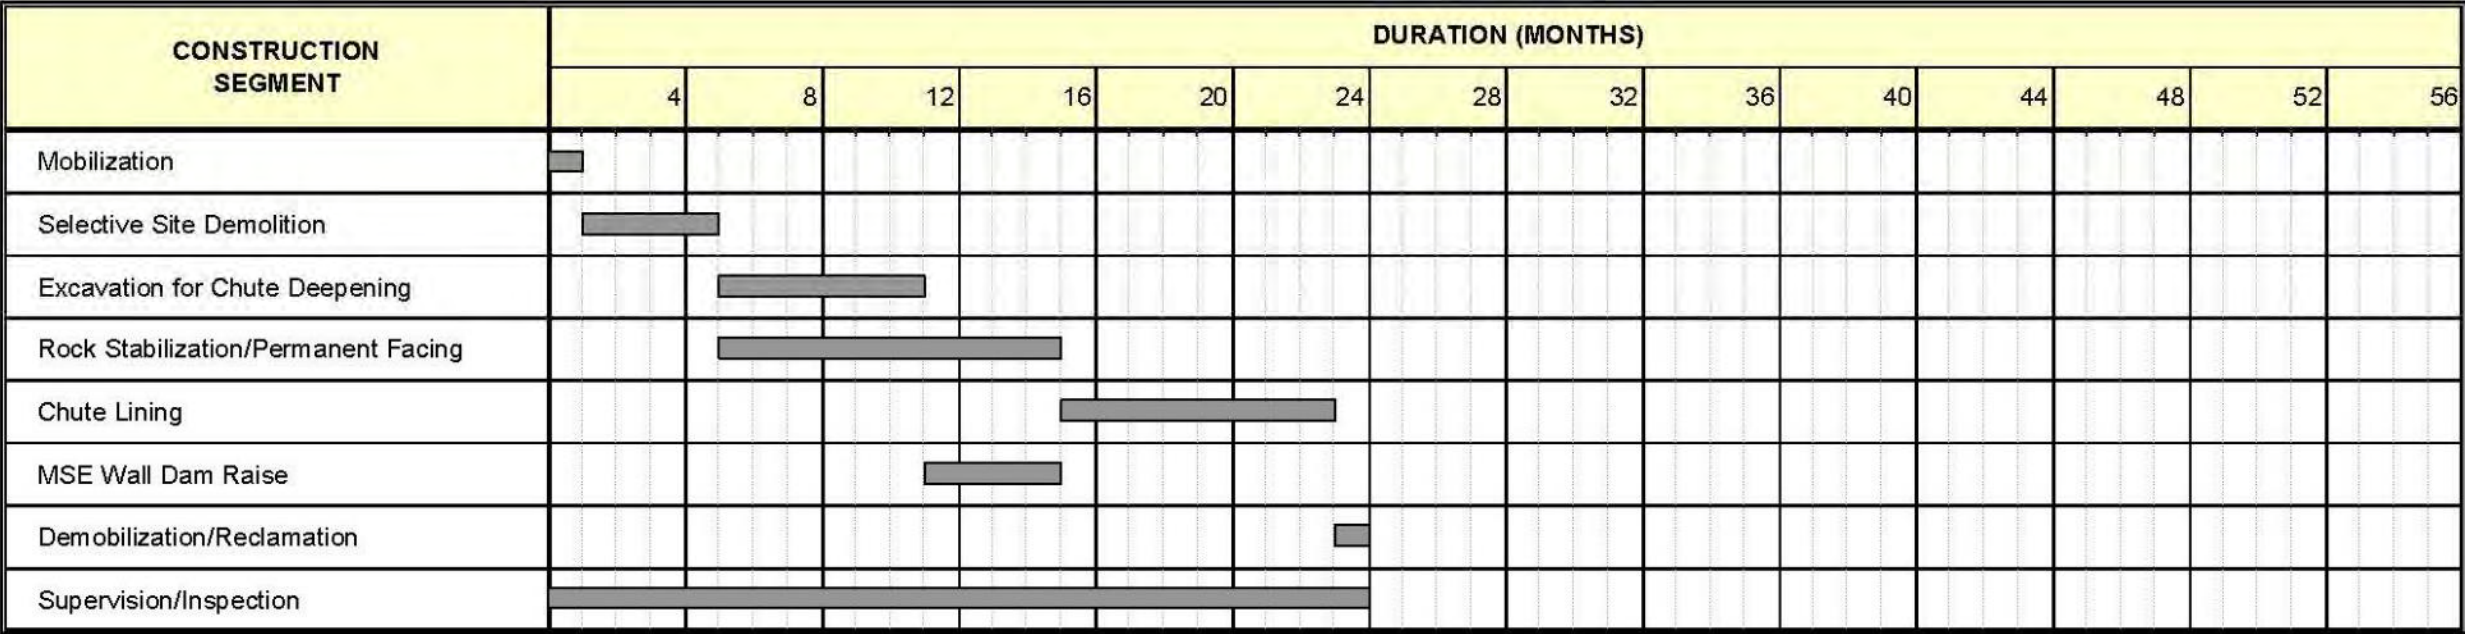 CONSTRUCTION
SEGMENT
DURATION (MONTHS)
4 8 12 16 20 24 28 32 36 40 44 48 52 56
Mobilization
Selective Site Demolition
Excavation for Chute Deepening
Rock Stabilization/Permanent Facing
Chute Lining
MSE Wall Dam Raise
Demobilization/Reclamation
Supervision/Inspection